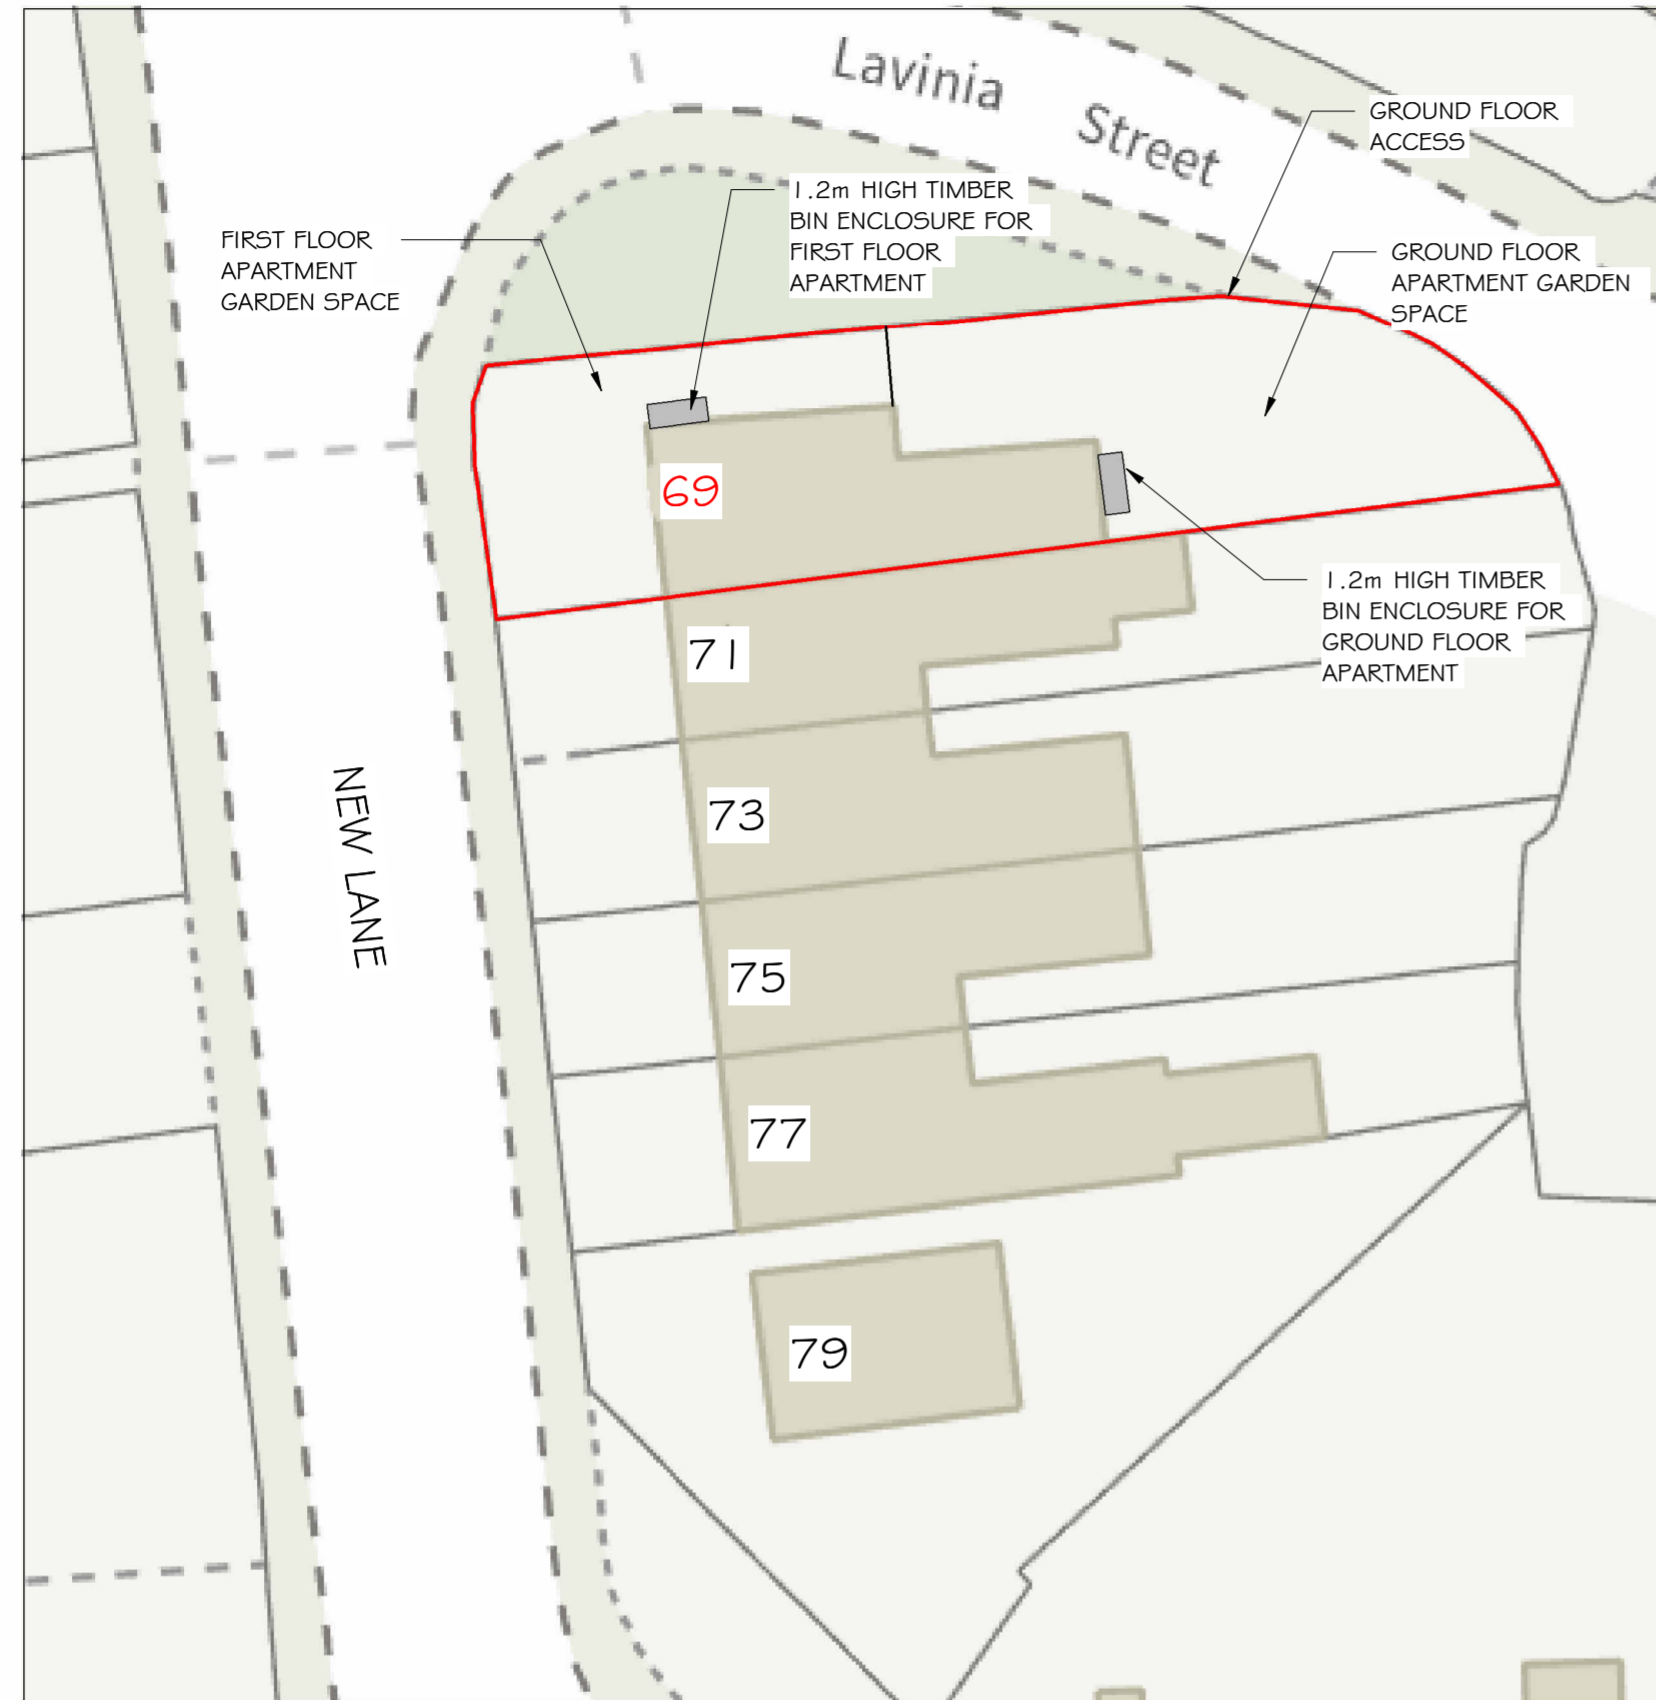 Lavinia Street
GROUND FLOOR
ACCESS
1.2m HIGH TIMBER
BIN ENCLOSURE FOR
FIRST FLOOR
APARTMENT
FIRST FLOOR
APARTMENT
GARDEN SPACE
GROUND FLOOR
APARTMENT GARDEN
SPACE
69
1.2m HIGH TIMBER
BIN ENCLOSURE FOR
GROUND FLOOR
APARTMENT
71
NEW LANE
73
75
77
79